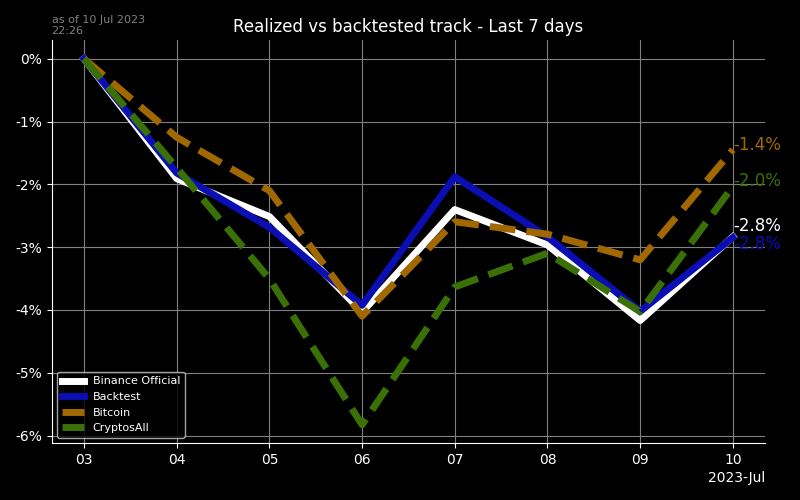 as of 10 Jul 2023
22:26
Realized vs backtested track - Last 7 days
0%
-1%
-2%
-3%
-4%
-5%
-6%
-1.4%
-2.0%
-2.8%
-2.8%
Binance Official
Backtest
Bitcoin
CryptosAll
03 04 05 06 07 08 09 10
2023-Jul